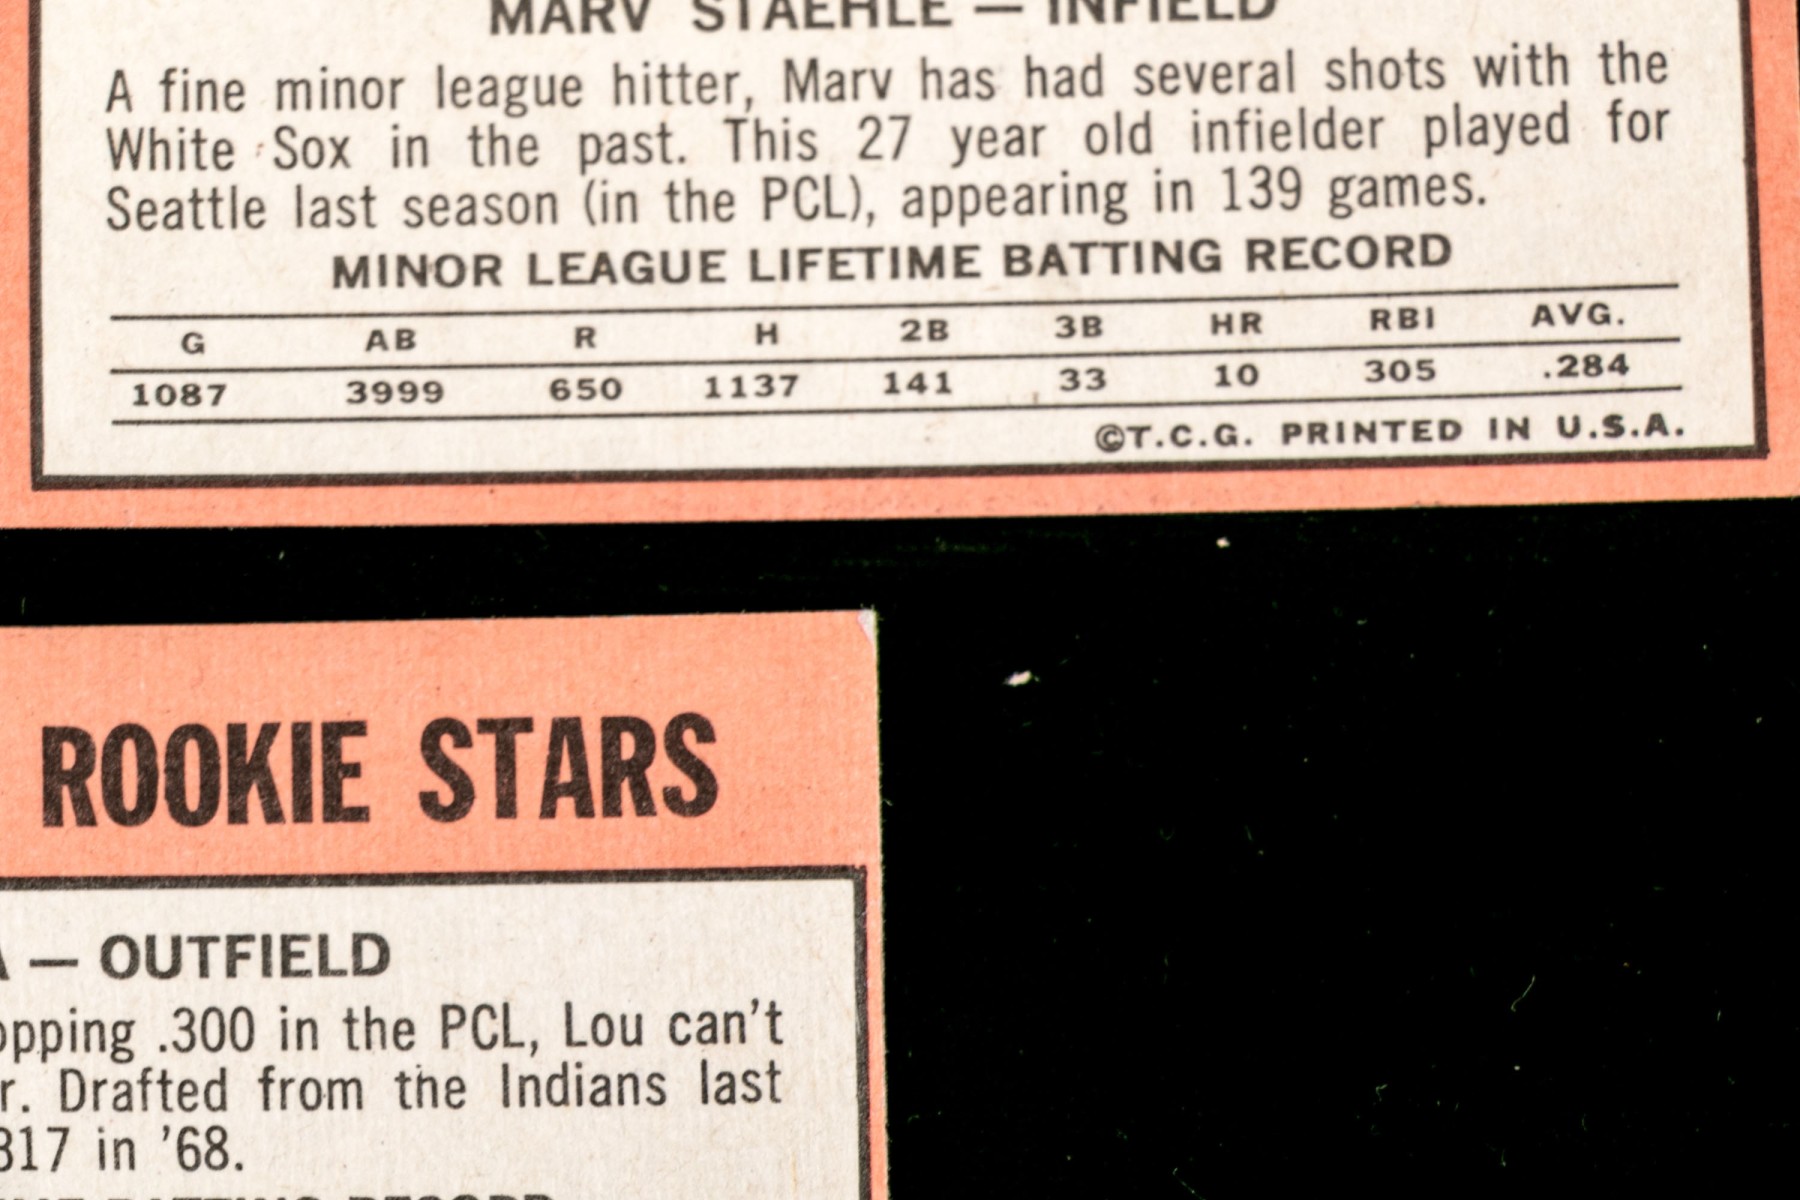 MARV STAEHLE — INFIELD
A fine minor league hitter, Marv has had several shots with the
White Sox in the past. This 27 year old infielder played for
Seattle last season (in the PCL), appearing in 139 games.
MINOR LEAGUE LIFETIME BATTING RECORD
G AB R H 2B 3B HR RBI AVG.
1087 3999 650 1137 141 33 10 305 .284
©T.C.G. PRINTED IN U.S.A.
ROOKIE STARS
— OUTFIELD
.300 in the PCL, Lou can't
Drafted from the Indians last
in '68.
BATTING RECORD